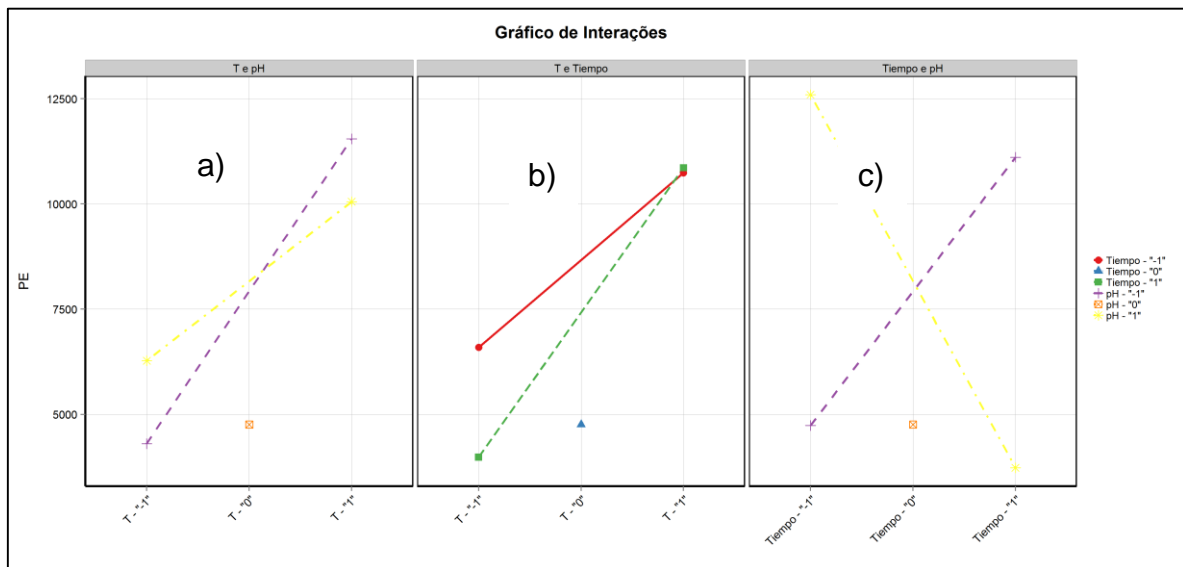 Gráfico de Interações
T e pH
T e Tiempo
Tiempo e pH
PE
12500
10000
7500
5000
a)
b)
c)
T - "-1"
T - "0"
T - "1"
T - "-1"
T - "0"
T - "1"
Tiempo - "-1"
Tiempo - "0"
Tiempo - "1"
Tiempo - "-1"
Tiempo - "0"
Tiempo - "1"
pH - "-1"
pH - "0"
pH - "1"